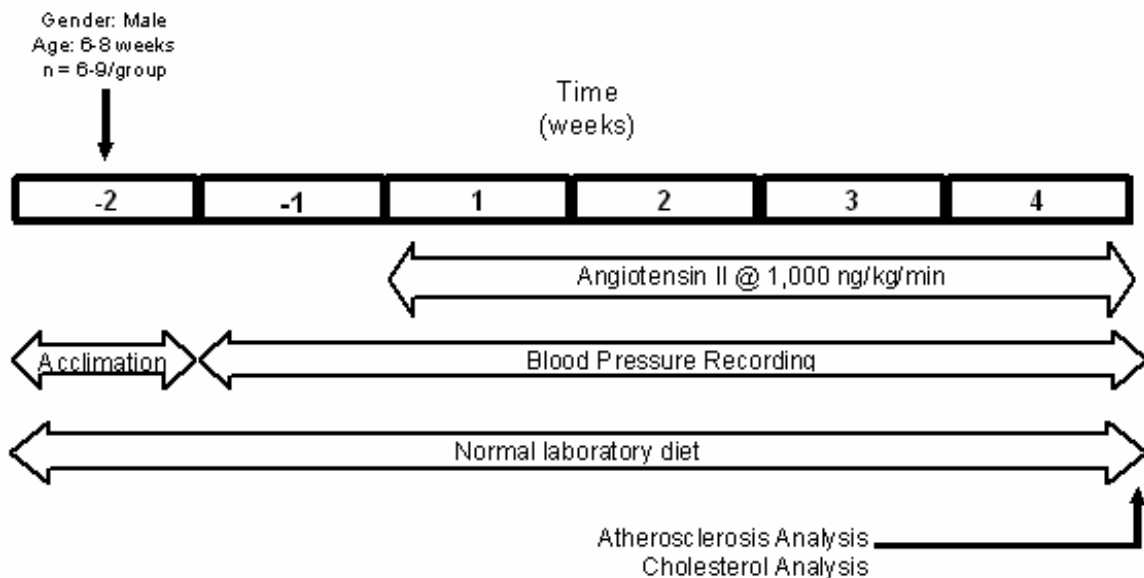 Gender: Male
Age: 6-8 weeks
n = 6-9/group
Time
(weeks)
-2 -1 1 2 3 4
Angiotensin II @ 1,000 ng/kg/min
Acclimation Blood Pressure Recording
Normal laboratory diet
Atherosclerosis Analysis
Cholesterol Analysis